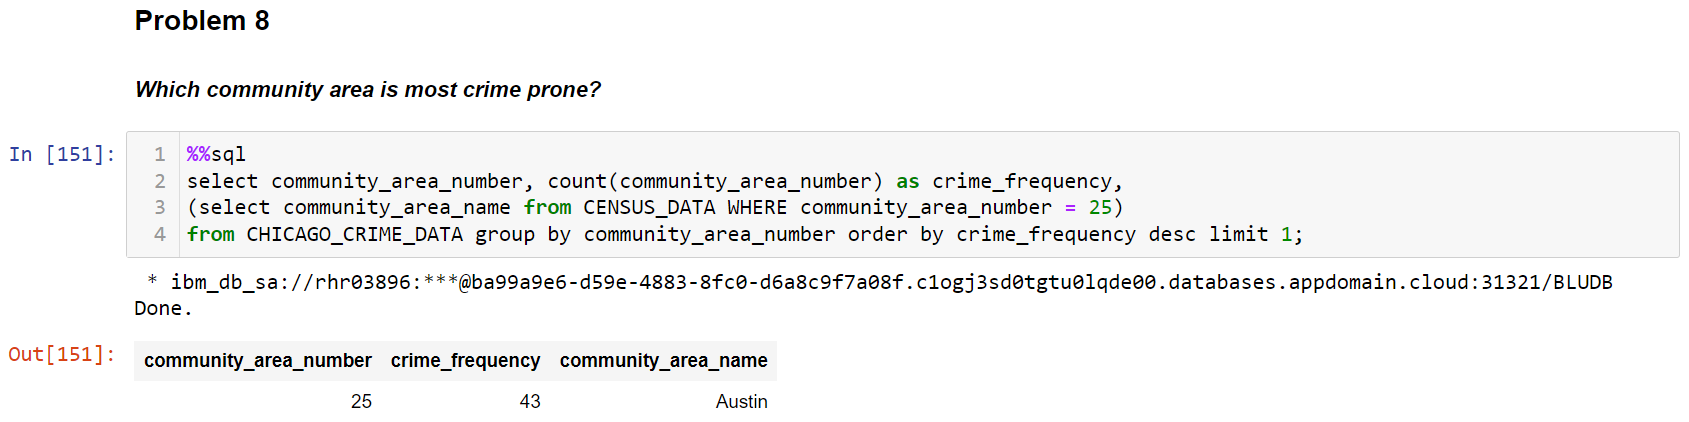 Problem 8
Which community area is most crime prone?
In [151]:
1 %%sql
2 select community_area_number, count(community_area_number) as crime_frequency,
3 (select community_area_name from CENSUS_DATA WHERE community_area_number = 25)
4 from CHICAGO_CRIME_DATA group by community_area_number order by crime_frequency desc limit 1;
* ibm_db_sa://rhr03896:***@ba99a9e6-d59e-4883-8fc0-d6a8c9f7a08f.c1ogj3sd0tgtu0lqde00.databases.appdomain.cloud:31321/BLUDB
Done.
Out[151]:
community_area_number crime_frequency community_area_name
25 43 Austin